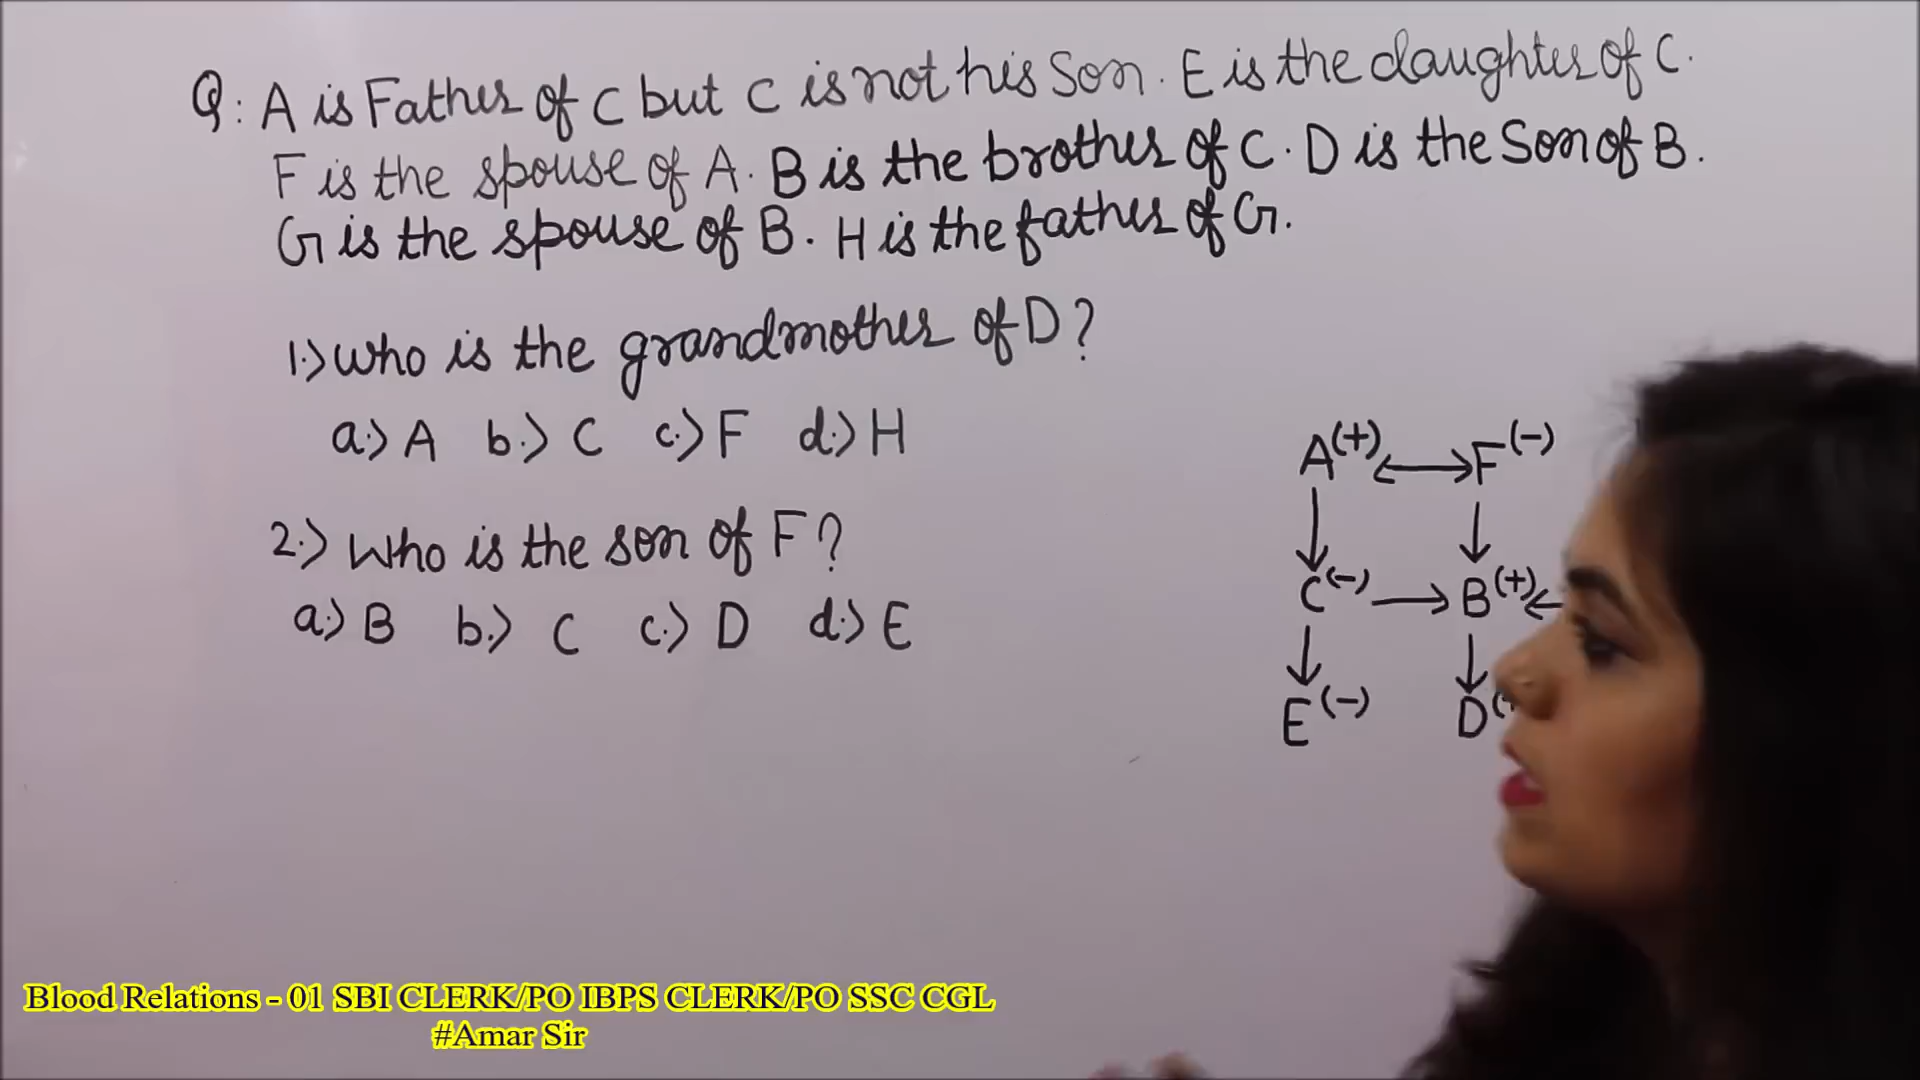 Q: A is Father of C but C is not his Son. E is the daughter of C.
F is the spouse of A. B is the brother of C. D is the Son of B.
G is the spouse of B. H is the father of G.
1.) Who is the grandmother of D?
a.) A b.) C c.) F d.) H
2.) Who is the son of F?
a.) B b.) C c.) D d.) E
A(+) ↔ F(-)
C(-) → B(+) ←
E(-) D(
Blood Relations - 01 SBI CLERK/PO IBPS CLERK/PO SSC CGL
#Amar Sir